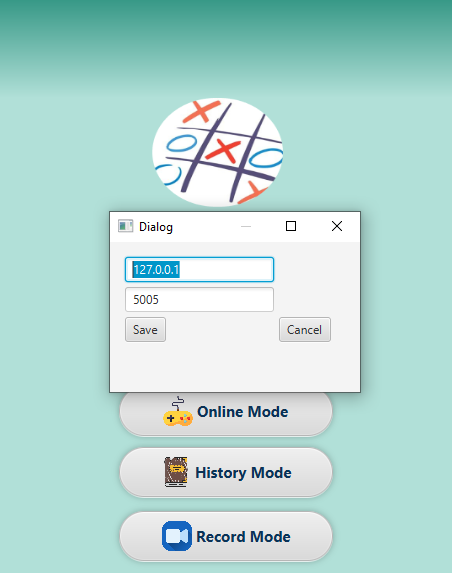 Dialog
127.0.0.1
5005
Save Cancel
Online Mode
History Mode
Record Mode